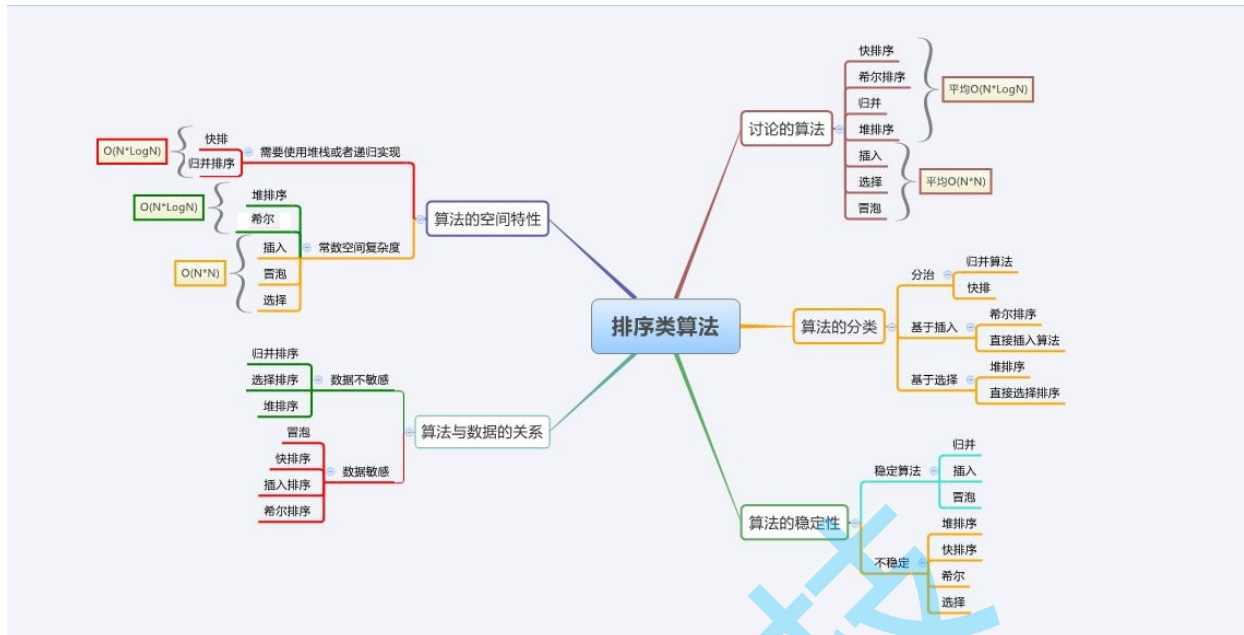 排序类算法
讨论的算法
快排序
希尔排序
归并
堆排序
平均O(N*LogN)
插入
选择
冒泡
平均O(N*N)
算法的分类
分治
归并算法
快排
基于插入
希尔排序
直接插入算法
基于选择
堆排序
直接选择排序
算法的稳定性
稳定算法
归并
插入
冒泡
不稳定
堆排序
快排序
希尔
选择
算法的空间特性
需要使用堆栈或者递归实现
快排
归并排序
O(N*LogN)
常数空间复杂度
堆排序
希尔
O(N*LogN)
插入
冒泡
选择
O(N*N)
算法与数据的关系
数据不敏感
归并排序
选择排序
堆排序
数据敏感
冒泡
快排序
插入排序
希尔排序